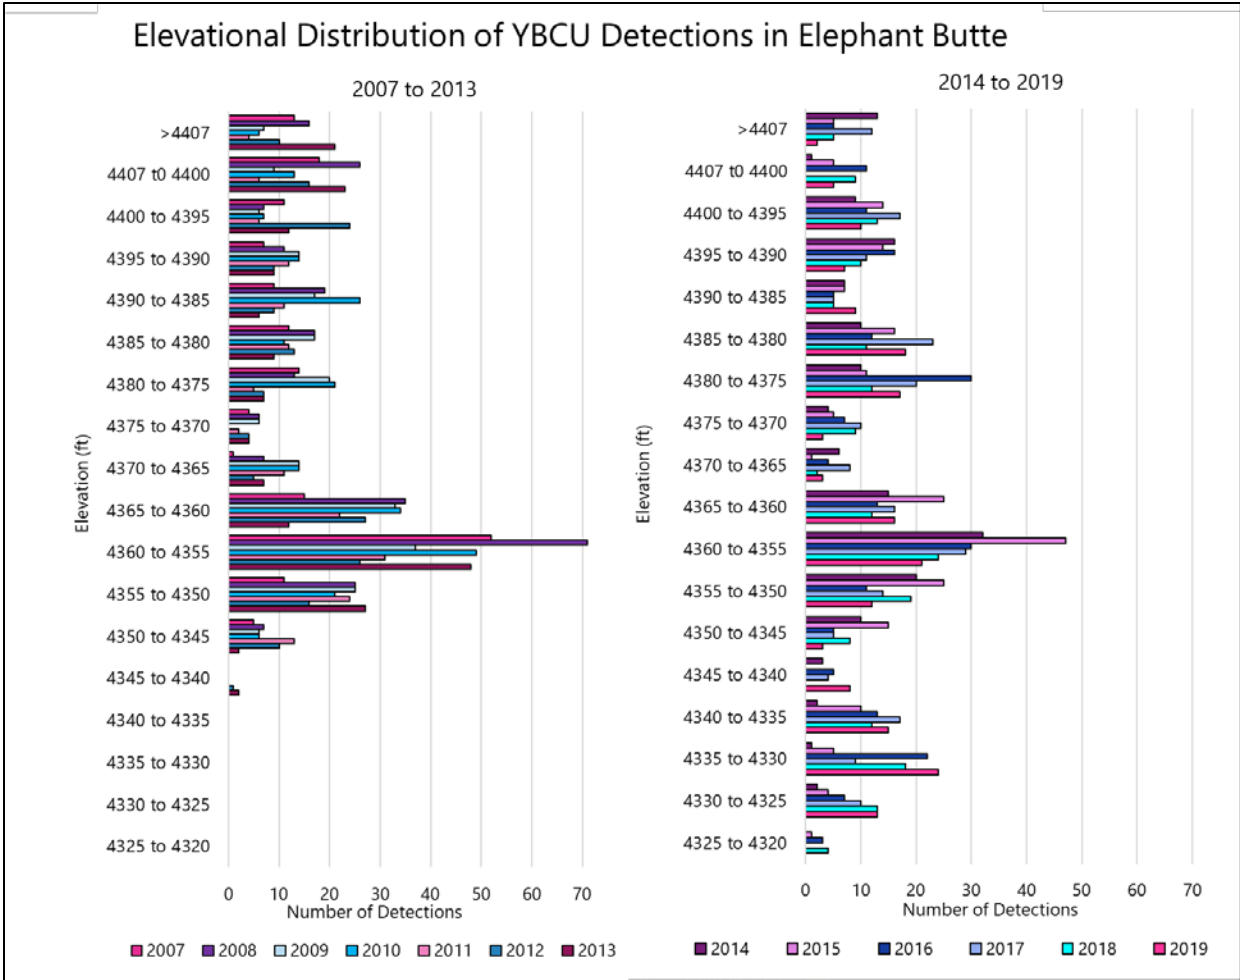 Elevational Distribution of YBCU Detections in Elephant Butte
2007 to 2013
>4407
4407 t0 4400
4400 to 4395
4395 to 4390
4390 to 4385
4385 to 4380
4380 to 4375
4375 to 4370
4370 to 4365
4365 to 4360
4360 to 4355
4355 to 4350
4350 to 4345
4345 to 4340
4340 to 4335
4335 to 4330
4330 to 4325
4325 to 4320
Elevation (ft)
0 10 20 30 40 50 60 70
Number of Detections
2007 2008 2009 2010 2011 2012 2013
2014 to 2019
>4407
4407 t0 4400
4400 to 4395
4395 to 4390
4390 to 4385
4385 to 4380
4380 to 4375
4375 to 4370
4370 to 4365
4365 to 4360
4360 to 4355
4355 to 4350
4350 to 4345
4345 to 4340
4340 to 4335
4335 to 4330
4330 to 4325
4325 to 4320
Elevation (ft)
0 10 20 30 40 50 60 70
Number of Detections
2014 2015 2016 2017 2018 2019